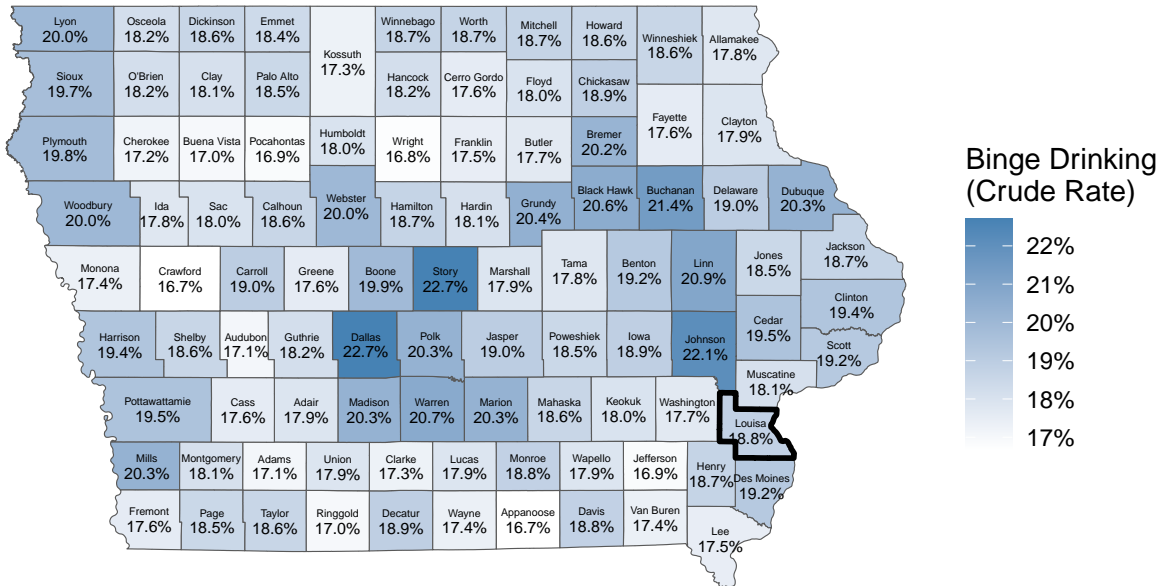 Lyon
20.0%
Osceola
18.2%
Dickinson
18.6%
Emmet
18.4%
Kossuth
17.3%
Winnebago
18.7%
Worth
18.7%
Mitchell
18.7%
Howard
18.6%
Winneshiek
18.6%
Allamakee
17.8%
Sioux
19.7%
O'Brien
18.2%
Clay
18.1%
Palo Alto
18.5%
Hancock
18.2%
Cerro Gordo
17.6%
Floyd
18.0%
Chickasaw
18.9%
Fayette
17.6%
Clayton
17.9%
Plymouth
19.8%
Cherokee
17.2%
Buena Vista
17.0%
Pocahontas
16.9%
Humboldt
18.0%
Wright
16.8%
Franklin
17.5%
Butler
17.7%
Bremer
20.2%
Woodbury
20.0%
Ida
17.8%
Sac
18.0%
Calhoun
18.6%
Webster
20.0%
Hamilton
18.7%
Hardin
18.1%
Grundy
20.4%
Black Hawk
20.6%
Buchanan
21.4%
Delaware
19.0%
Dubuque
20.3%
Monona
17.4%
Crawford
16.7%
Carroll
19.0%
Greene
17.6%
Boone
19.9%
Story
22.7%
Marshall
17.9%
Tama
17.8%
Benton
19.2%
Linn
20.9%
Jones
18.5%
Jackson
18.7%
Clinton
19.4%
Harrison
19.4%
Shelby
18.6%
Audubon
17.1%
Guthrie
18.2%
Dallas
22.7%
Polk
20.3%
Jasper
19.0%
Poweshiek
18.5%
Iowa
18.9%
Johnson
22.1%
Cedar
19.5%
Scott
19.2%
Muscatine
18.1%
Pottawattamie
19.5%
Cass
17.6%
Adair
17.9%
Madison
20.3%
Warren
20.7%
Marion
20.3%
Mahaska
18.6%
Keokuk
18.0%
Washington
17.7%
Louisa
18.8%
Mills
20.3%
Montgomery
18.1%
Adams
17.1%
Union
17.9%
Clarke
17.3%
Lucas
17.9%
Monroe
18.8%
Wapello
17.9%
Jefferson
16.9%
Henry
18.7%
Des Moines
19.2%
Fremont
17.6%
Page
18.5%
Taylor
18.6%
Ringgold
17.0%
Decatur
18.9%
Wayne
17.4%
Appanoose
16.7%
Davis
18.8%
Van Buren
17.4%
Lee
17.5%
Binge Drinking
(Crude Rate)
22%
21%
20%
19%
18%
17%